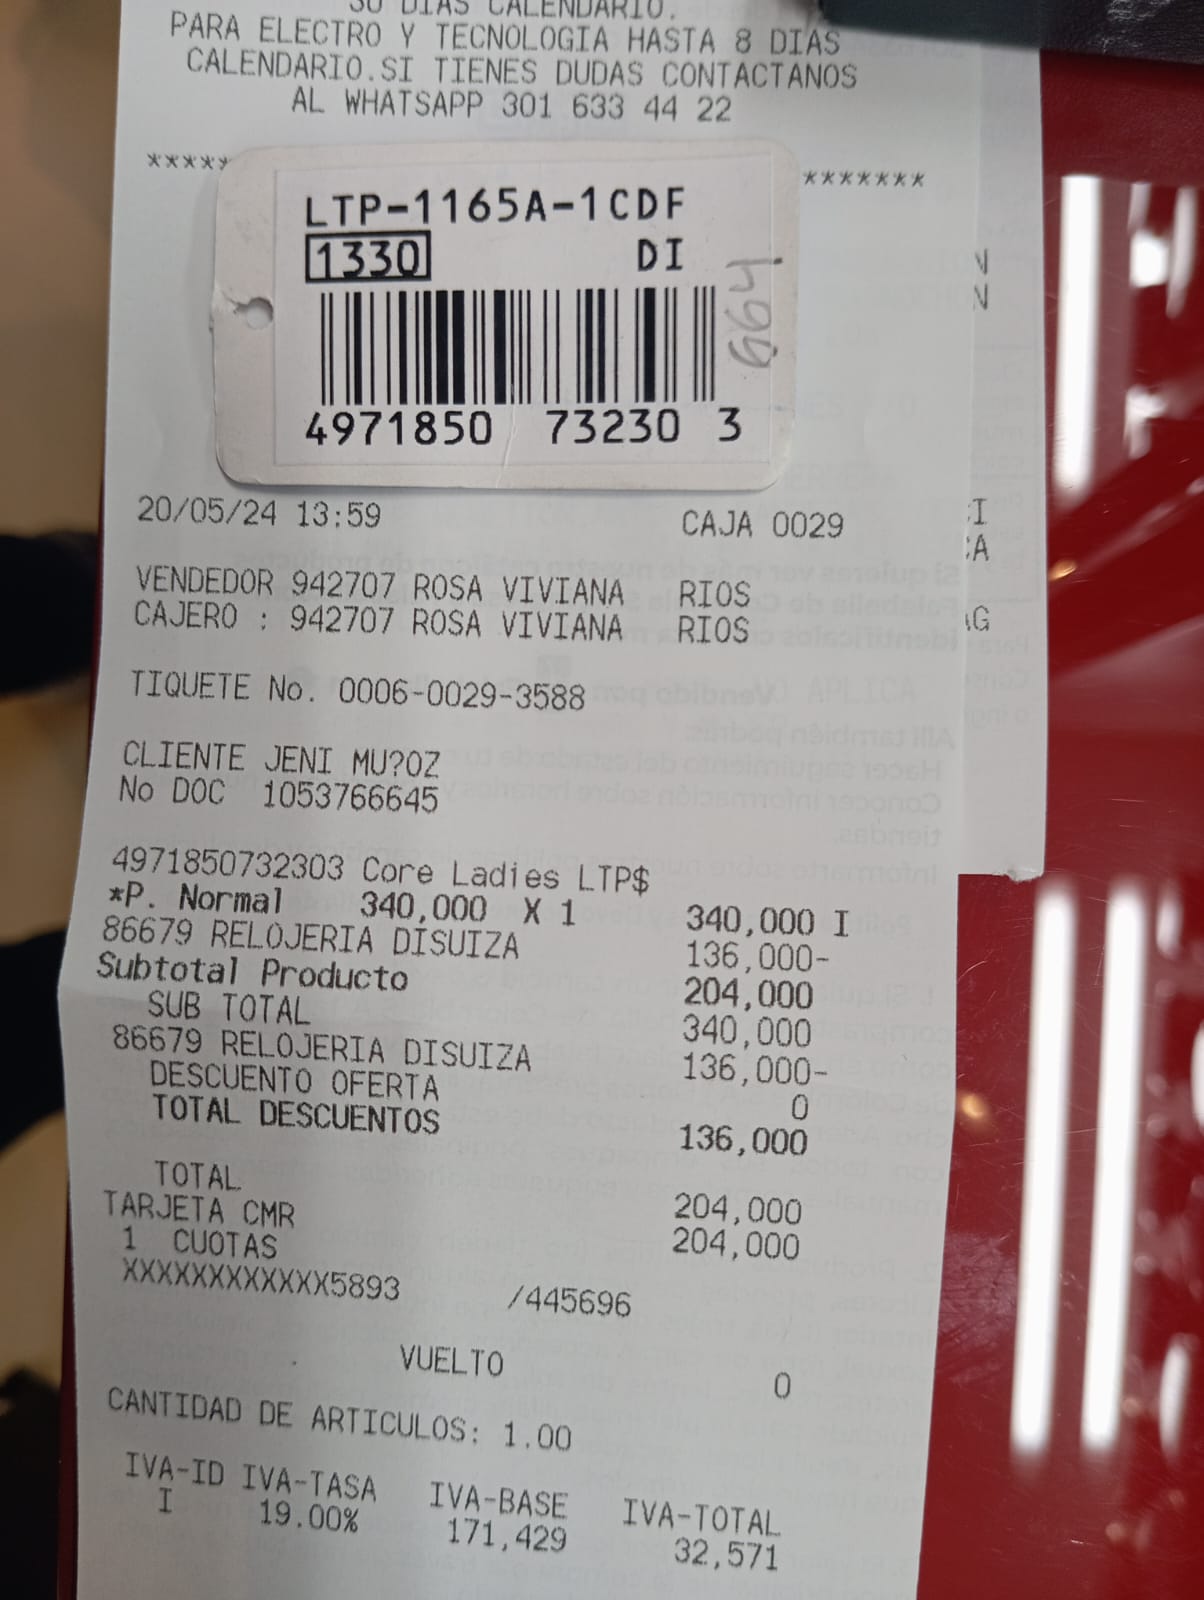 30 DIAS CALENDARIO.
PARA ELECTRO Y TECNOLOGIA HASTA 8 DIAS
CALENDARIO.SI TIENES DUDAS CONTACTANOS
AL WHATSAPP 301 633 44 22
***** *******
LTP-1165A-1CDF
1330 DI
664
4971850 73230 3
20/05/24 13:59 CAJA 0029
VENDEDOR 942707 ROSA VIVIANA RIOS
CAJERO : 942707 ROSA VIVIANA RIOS
TIQUETE No. 0006-0029-3588
CLIENTE JENI MU?OZ
No DOC 1053766645
4971850732303 Core Ladies LTP$
*P. Normal 340,000 X 1 340,000 I
86679 RELOJERIA DISUIZA 136,000-
Subtotal Producto 204,000
SUB TOTAL 340,000
86679 RELOJERIA DISUIZA 136,000-
DESCUENTO OFERTA 0
TOTAL DESCUENTOS 136,000
TOTAL 204,000
TARJETA CMR 204,000
1 CUOTAS
XXXXXXXXXXXX5893 /445696
VUELTO 0
CANTIDAD DE ARTICULOS: 1.00
IVA-ID IVA-TASA IVA-BASE IVA-TOTAL
I 19.00% 171,429 32,571